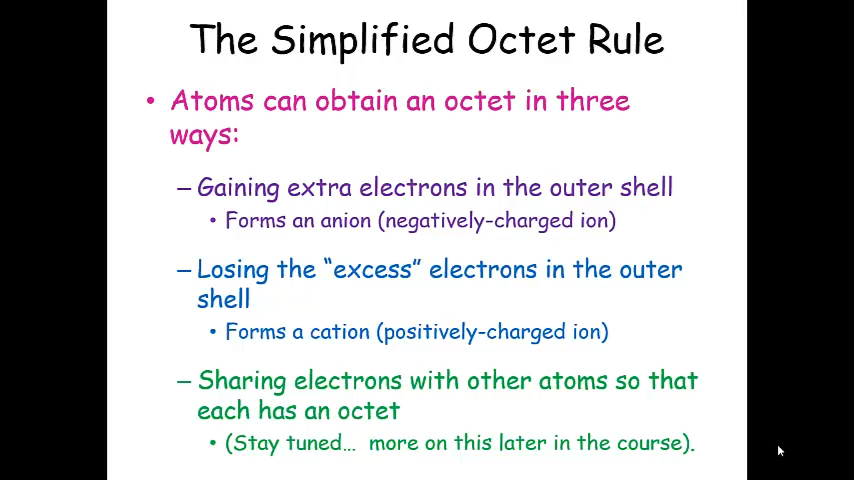 The Simplified Octet Rule
• Atoms can obtain an octet in three
ways:
– Gaining extra electrons in the outer shell
• Forms an anion (negatively-charged ion)
– Losing the “excess” electrons in the outer
shell
• Forms a cation (positively-charged ion)
– Sharing electrons with other atoms so that
each has an octet
• (Stay tuned… more on this later in the course).